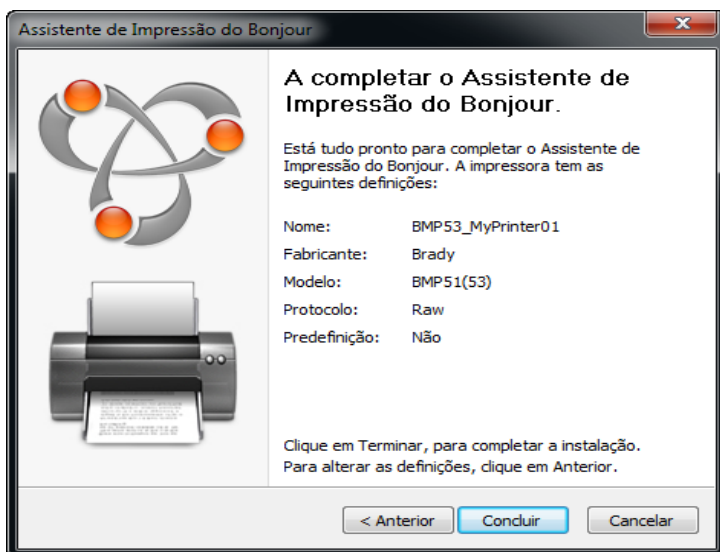 Assistente de Impressão do Bonjour
A completar o Assistente de
Impressão do Bonjour.
Está tudo pronto para completar o Assistente de
Impressão do Bonjour. A impressora tem as
seguintes definições:
Nome: BMP53_MyPrinter01
Fabricante: Brady
Modelo: BMP51(53)
Protocolo: Raw
Predefinição: Não
Clique em Terminar, para completar a instalação.
Para alterar as definições, clique em Anterior.
< Anterior Concluir Cancelar